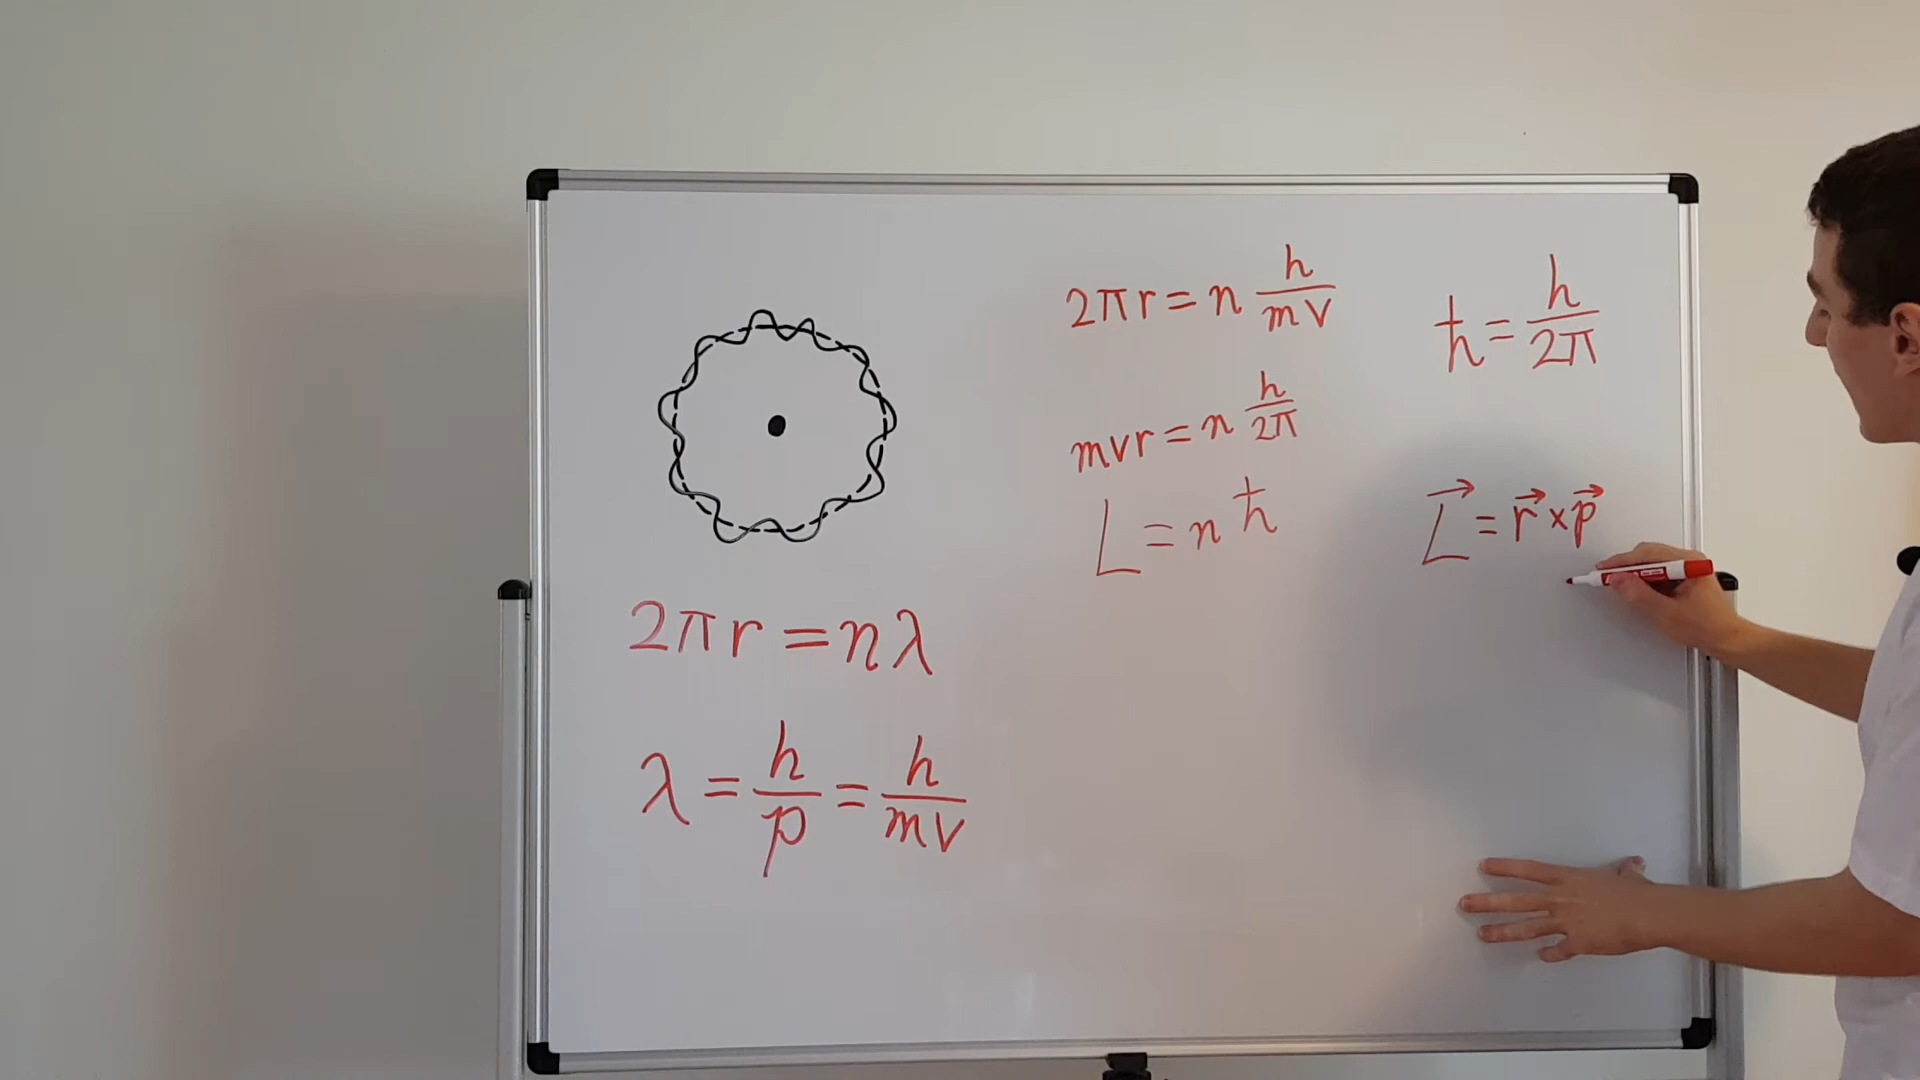 2πr = nλ
λ = h/p = h/mv
2πr = n h/mv
mvr = n h/2π
L = n ħ
ħ = h/2π
L⃗ = r⃗ × p⃗